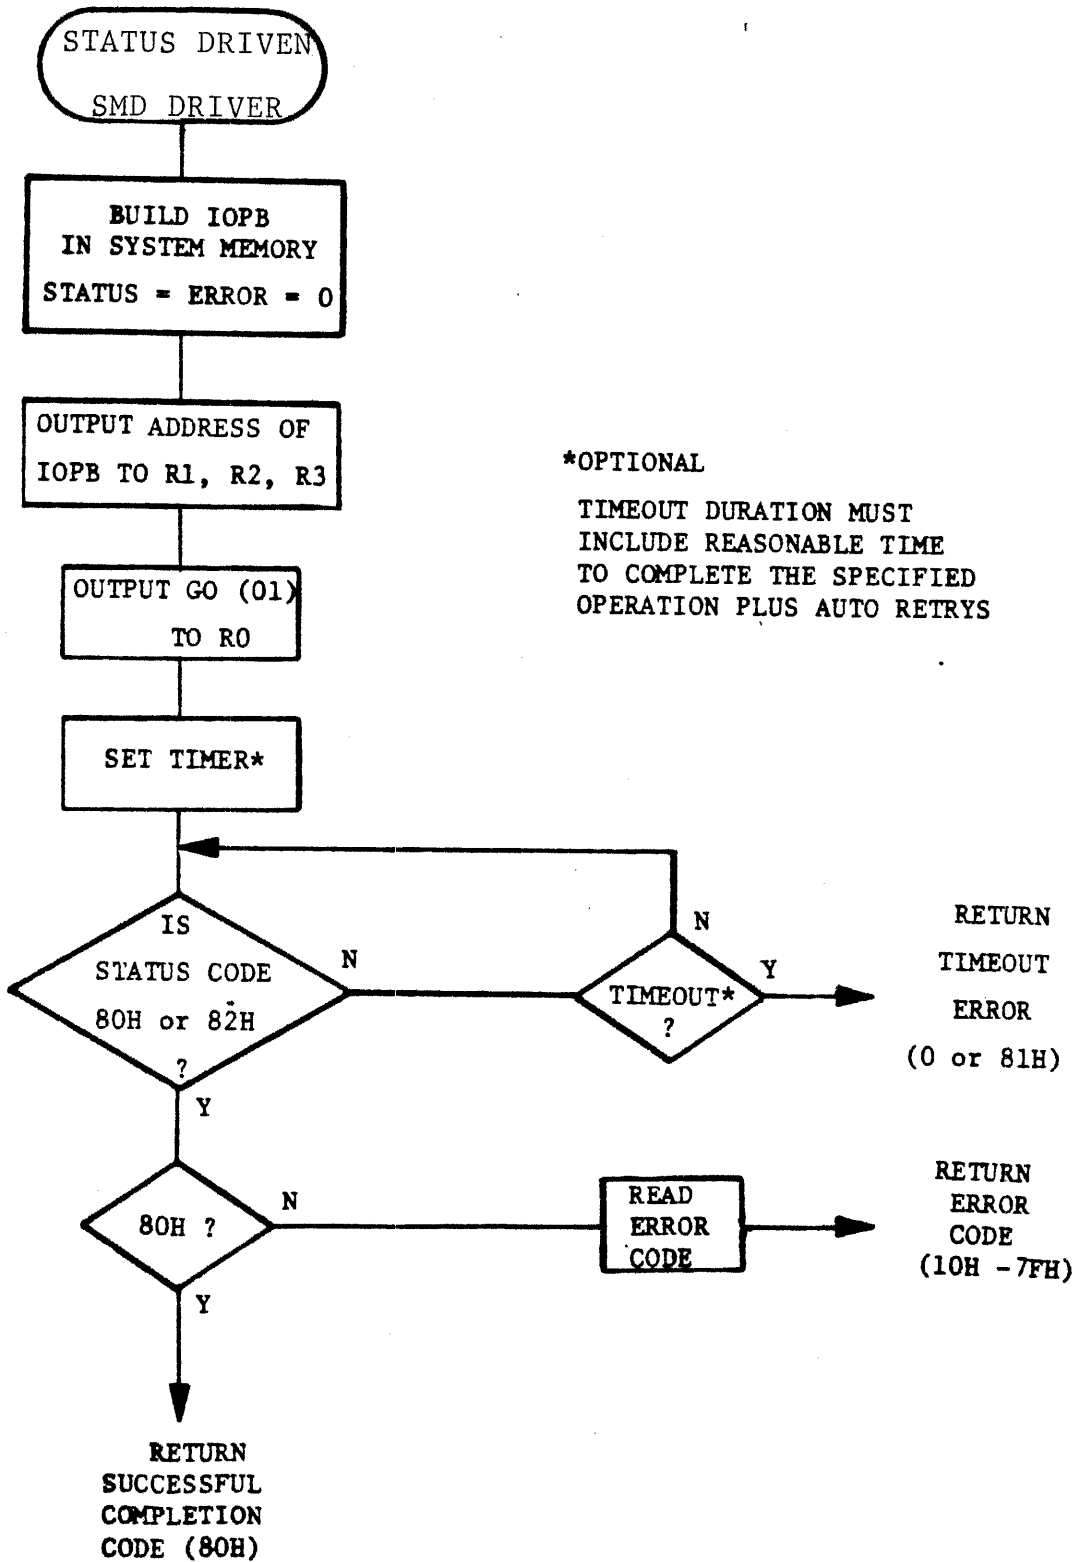 STATUS DRIVEN
SMD DRIVER
BUILD IOPB
IN SYSTEM MEMORY
STATUS = ERROR = 0
OUTPUT ADDRESS OF
IOPB TO R1, R2, R3
*OPTIONAL
TIMEOUT DURATION MUST
INCLUDE REASONABLE TIME
TO COMPLETE THE SPECIFIED
OPERATION PLUS AUTO RETRYS
OUTPUT GO (01)
TO R0
SET TIMER*
IS
STATUS CODE
80H or 82H
?
N
Y
TIMEOUT*
?
N
Y
RETURN
TIMEOUT
ERROR
(0 or 81H)
80H ?
N
Y
READ
ERROR
CODE
RETURN
ERROR
CODE
(10H -7FH)
RETURN
SUCCESSFUL
COMPLETION
CODE (80H)